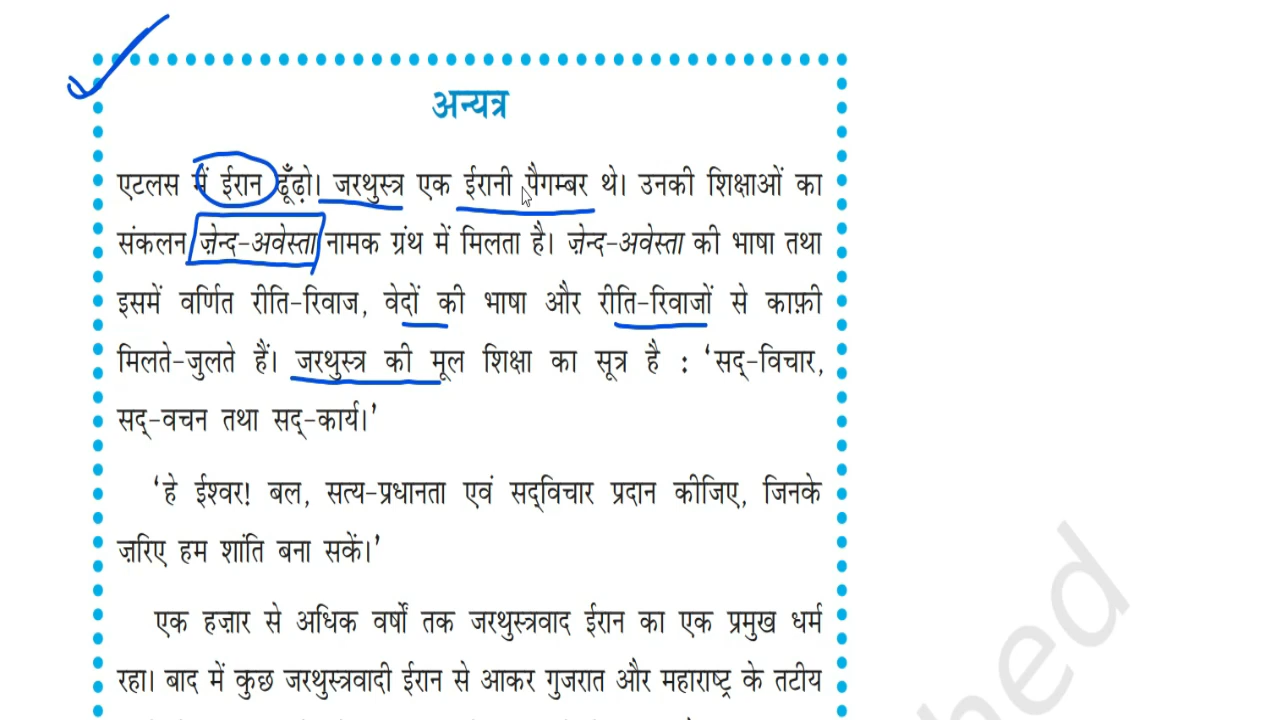 अन्यत्र
एटलस में ईरान ढूँढ़ो। जरथुस्त्र एक ईरानी पैगम्बर थे। उनकी शिक्षाओं का
संकलन ज़ेन्द-अवेस्ता नामक ग्रंथ में मिलता है। ज़ेन्द-अवेस्ता की भाषा तथा
इसमें वर्णित रीति-रिवाज, वेदों की भाषा और रीति-रिवाजों से काफ़ी
मिलते-जुलते हैं। जरथुस्त्र की मूल शिक्षा का सूत्र है : ‘सद्-विचार,
सद्-वचन तथा सद्-कार्य।’
‘हे ईश्वर! बल, सत्य-प्रधानता एवं सद्‌विचार प्रदान कीजिए, जिनके
ज़रिए हम शांति बना सकें।’
एक हज़ार से अधिक वर्षों तक जरथुस्त्रवाद ईरान का एक प्रमुख धर्म
रहा। बाद में कुछ जरथुस्त्रवादी ईरान से आकर गुजरात और महाराष्ट्र के तटीय
hed